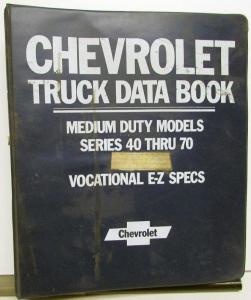 CHEVROLET
TRUCK DATA BOOK
MEDIUM DUTY MODELS
SERIES 40 THRU 70
VOCATIONAL E-Z SPECS
Chevrolet